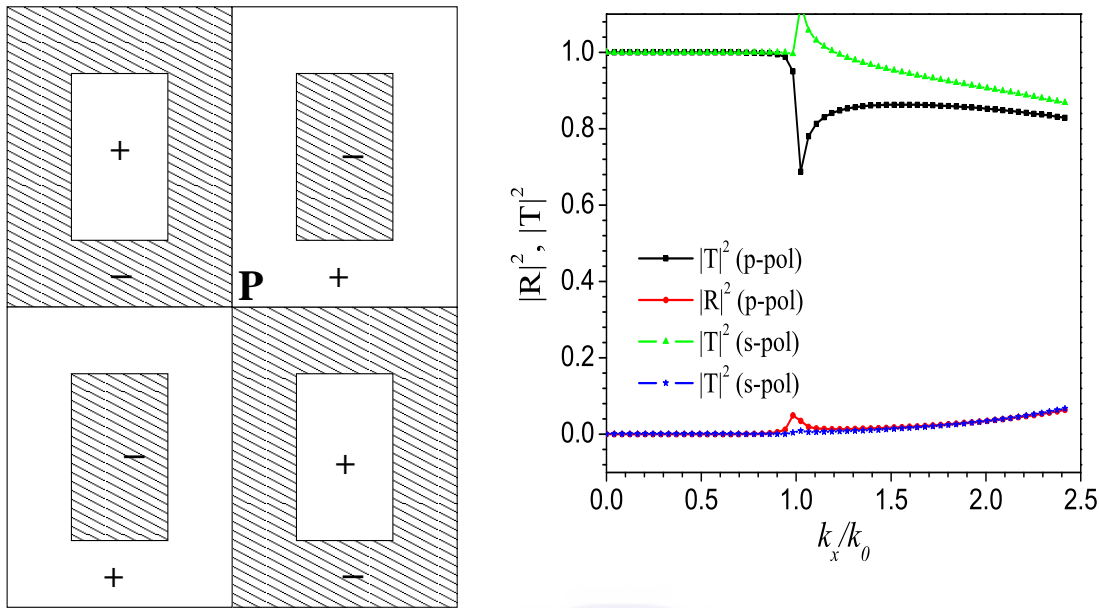 +
−
−
+
P
−
+
+
−
|R|², |T|²
1.0
0.8
0.6
0.4
0.2
0.0
|T|² (p-pol)
|R|² (p-pol)
|T|² (s-pol)
|T|² (s-pol)
0.0 0.5 1.0 1.5 2.0 2.5
kₓ/k₀